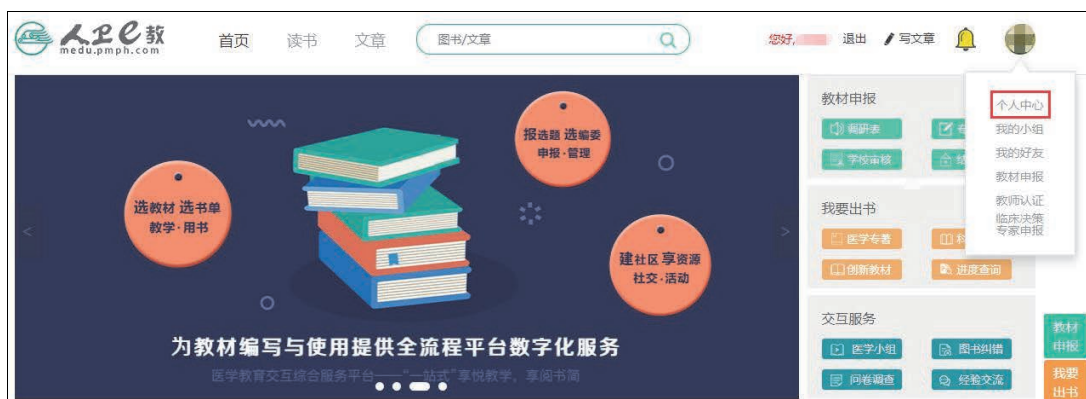 人卫e教
medu.pmph.com
首页
读书
文章
图书/文章
您好,
退出
写文章
个人中心
我的小组
我的好友
教材申报
教师认证
临床决策
专家申报
选教材 选书单
教学·用书
报选题 选编委
申报·管理
建社区 享资源
社交·活动
为教材编写与使用提供全流程平台数字化服务
医学教育交互综合服务平台——“一站式”享悦教学，享阅书简
教材申报
调研表
学校审核
我要出书
医学专著
创新教材
进度查询
交互服务
医学小组
图书纠错
问卷调查
经验交流
教材
申报
我要
出书